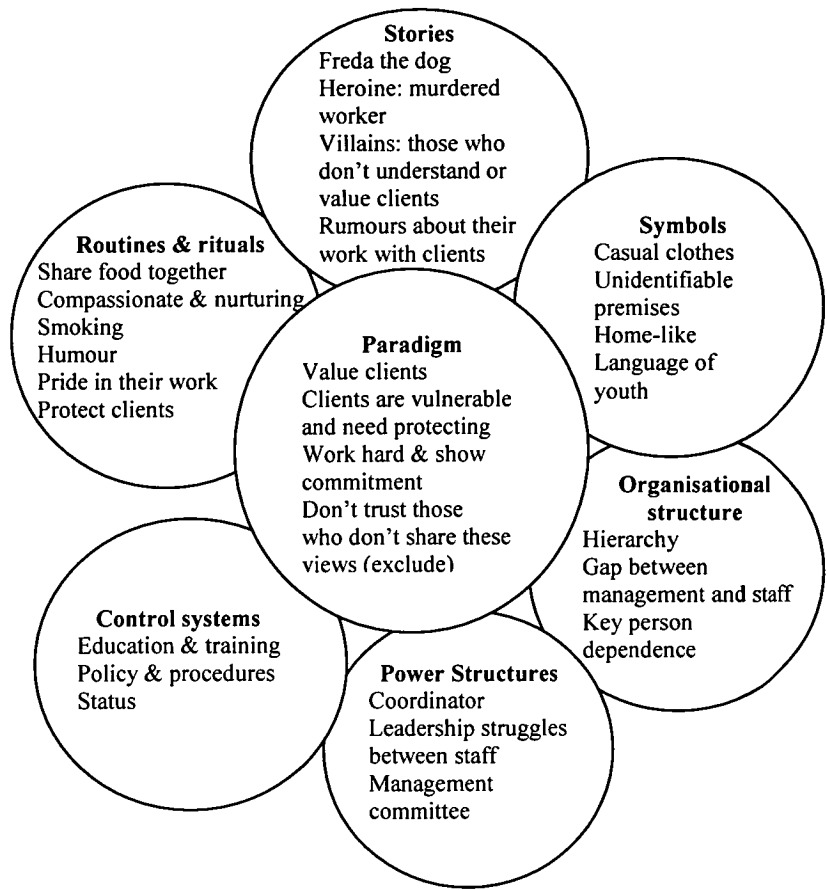 Stories
Freda the dog
Heroine: murdered
worker
Villains: those who
don't understand or
value clients
Rumours about their
work with clients
Symbols
Casual clothes
Unidentifiable
premises
Home-like
Language of
youth
Routines & rituals
Share food together
Compassionate & nurturing
Smoking
Humour
Pride in their work
Protect clients
Paradigm
Value clients
Clients are vulnerable
and need protecting
Work hard & show
commitment
Don't trust those
who don't share these
views (exclude)
Organisational
structure
Hierarchy
Gap between
management and staff
Key person
dependence
Control systems
Education & training
Policy & procedures
Status
Power Structures
Coordinator
Leadership struggles
between staff
Management
committee